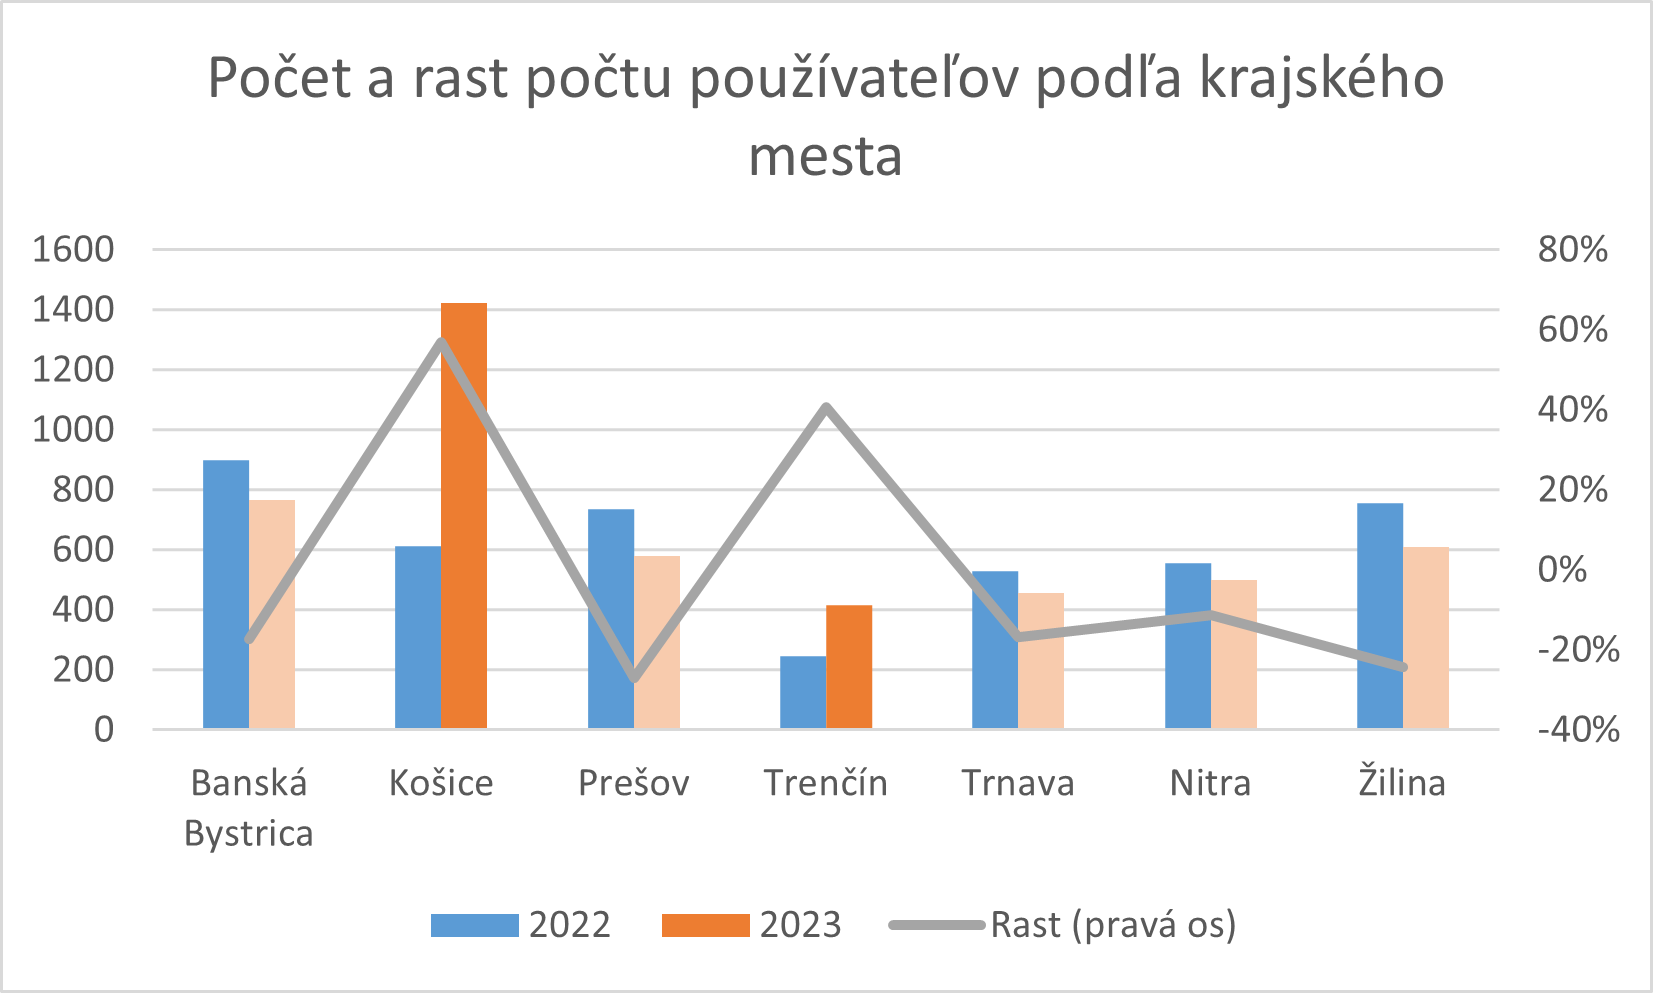 Počet a rast počtu používateľov podľa krajského
mesta
1600
1400
1200
1000
800
600
400
200
0
80%
60%
40%
20%
0%
-20%
-40%
Banská
Bystrica
Košice
Prešov
Trenčín
Trnava
Nitra
Žilina
2022
2023
Rast (pravá os)